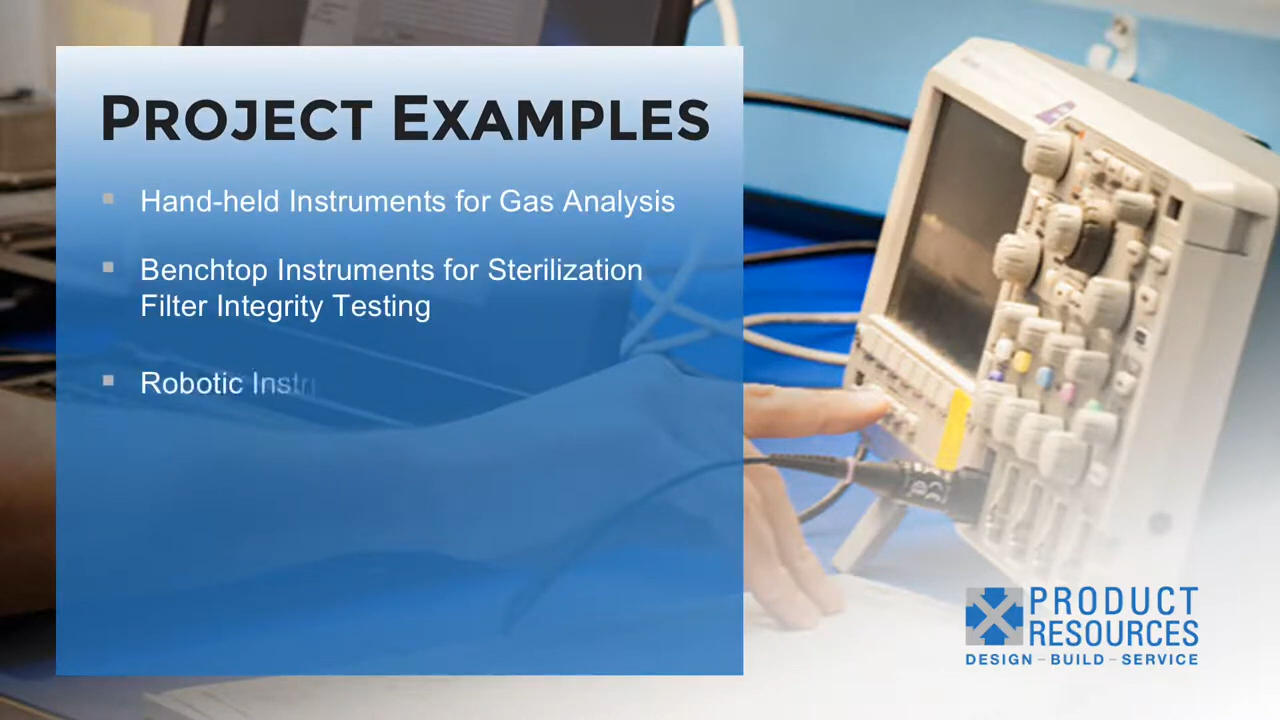 PROJECT EXAMPLES
Hand-held Instruments for Gas Analysis
Benchtop Instruments for Sterilization
Filter Integrity Testing
Robotic Instr
PRODUCT
RESOURCES
DESIGN – BUILD – SERVICE